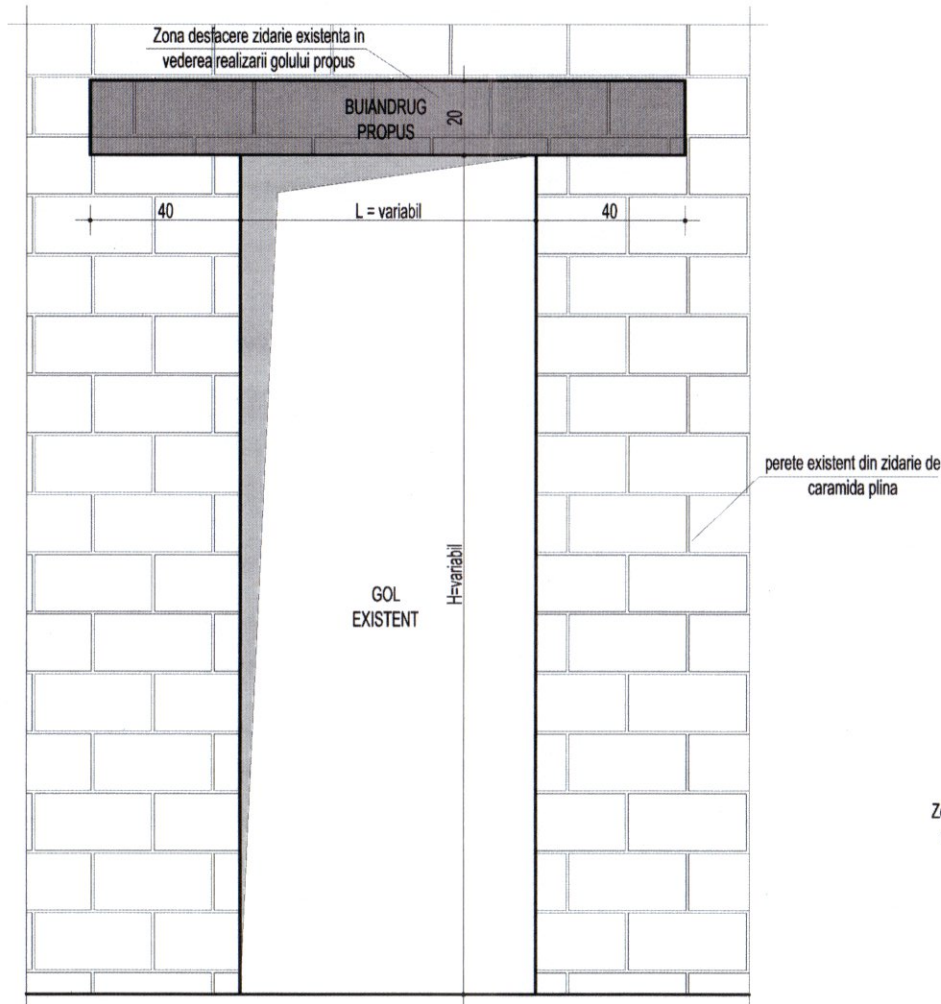 Zona desfacere zidarie existenta in
vederea realizarii golului propus
BUIANDRUG
PROPUS
20
40
L = variabil
40
perete existent din zidarie de
caramida plina
H=variabil
GOL
EXISTENT